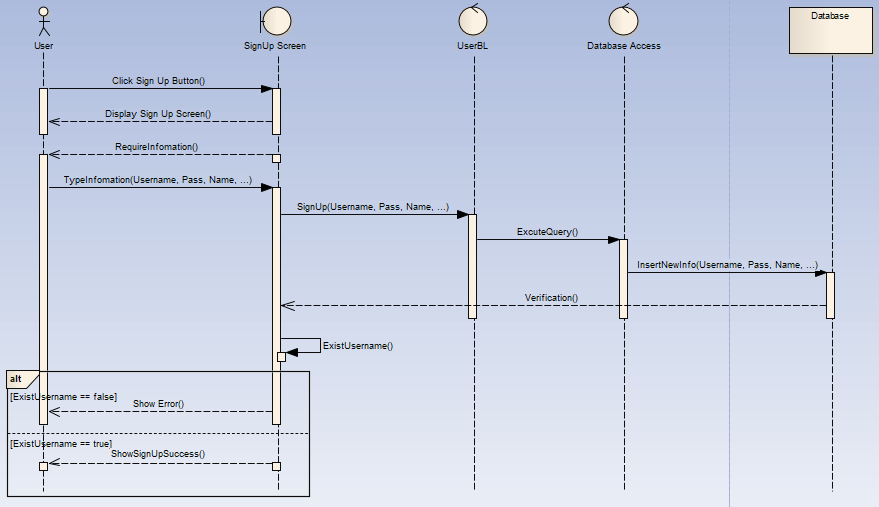 User
SignUp Screen
UserBL
Database Access
Database
Click Sign Up Button()
Display Sign Up Screen()
RequireInfomation()
TypeInfomation(Username, Pass, Name, ...)
SignUp(Username, Pass, Name, ...)
ExcuteQuery()
InsertNewInfo(Username, Pass, Name, ...)
Verification()
ExistUsername()
alt
[ExistUsername == false]
Show Error()
[ExistUsername == true]
ShowSignUpSuccess()